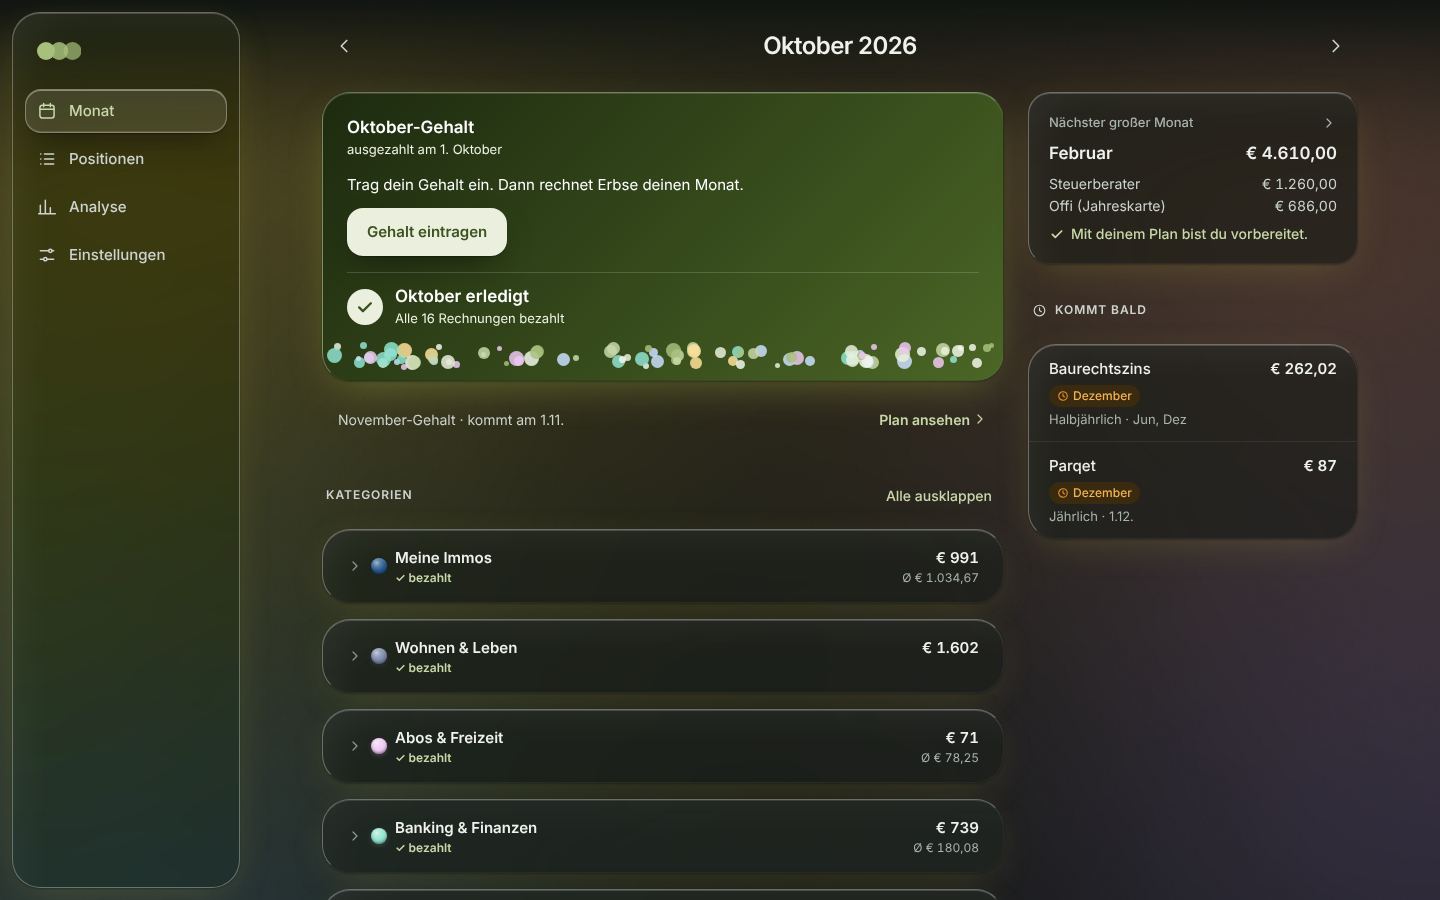 Oktober 2026
Monat
Positionen
Analyse
Einstellungen
Oktober-Gehalt
ausgezahlt am 1. Oktober
Trag dein Gehalt ein. Dann rechnet Erbse deinen Monat.
Gehalt eintragen
Oktober erledigt
Alle 16 Rechnungen bezahlt
November-Gehalt · kommt am 1.11.
Plan ansehen
KATEGORIEN
Alle ausklappen
Meine Immos
€ 991
✓ bezahlt
Ø € 1.034,67
Wohnen & Leben
€ 1.602
✓ bezahlt
Abos & Freizeit
€ 71
✓ bezahlt
Ø € 78,25
Banking & Finanzen
€ 739
✓ bezahlt
Ø € 180,08
Nächster großer Monat
Februar
€ 4.610,00
Steuerberater
€ 1.260,00
Offi (Jahreskarte)
€ 686,00
Mit deinem Plan bist du vorbereitet.
KOMMT BALD
Baurechtszins
€ 262,02
Dezember
Halbjährlich · Jun, Dez
Parqet
€ 87
Dezember
Jährlich · 1.12.